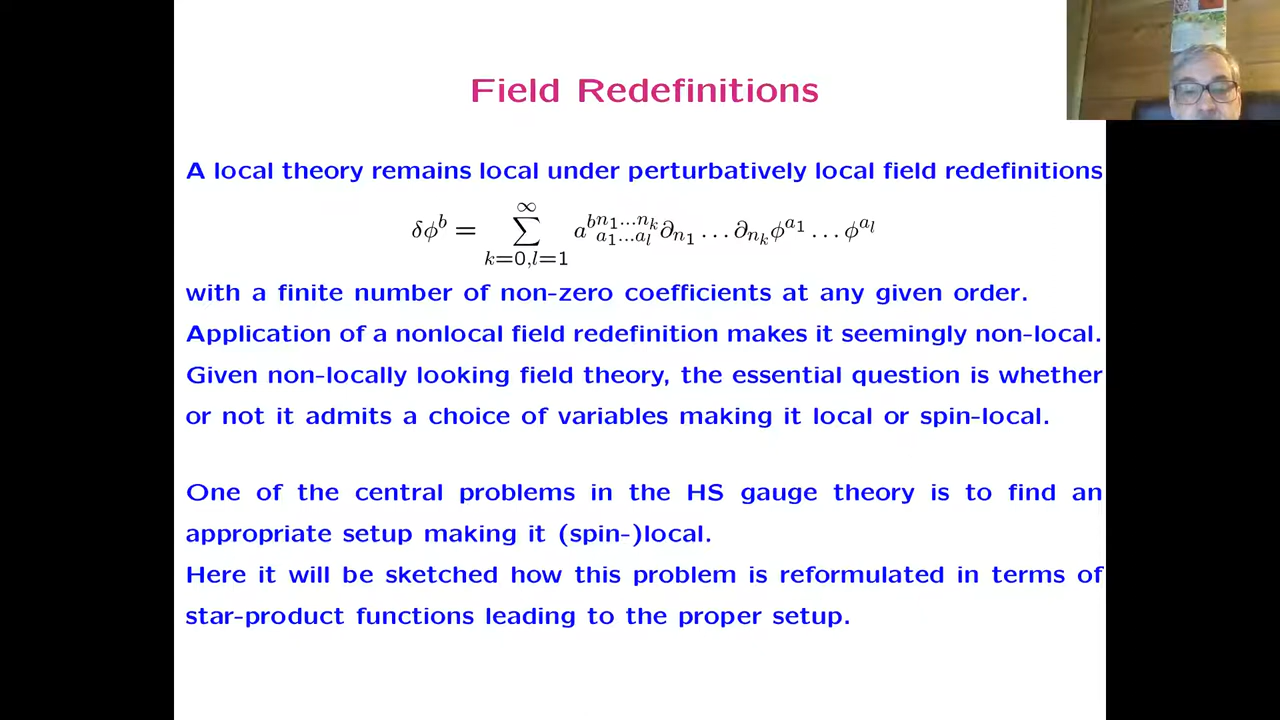 Field Redefinitions
A local theory remains local under perturbatively local field redefinitions
δϕ^b = ∑_{k=0,l=1}^{∞} a^{bn_1…n_k}_{a_1…a_l} ∂_{n_1} … ∂_{n_k} ϕ^{a_1} … ϕ^{a_l}
with a finite number of non-zero coefficients at any given order.
Application of a nonlocal field redefinition makes it seemingly non-local.
Given non-locally looking field theory, the essential question is whether
or not it admits a choice of variables making it local or spin-local.
One of the central problems in the HS gauge theory is to find an
appropriate setup making it (spin-)local.
Here it will be sketched how this problem is reformulated in terms of
star-product functions leading to the proper setup.